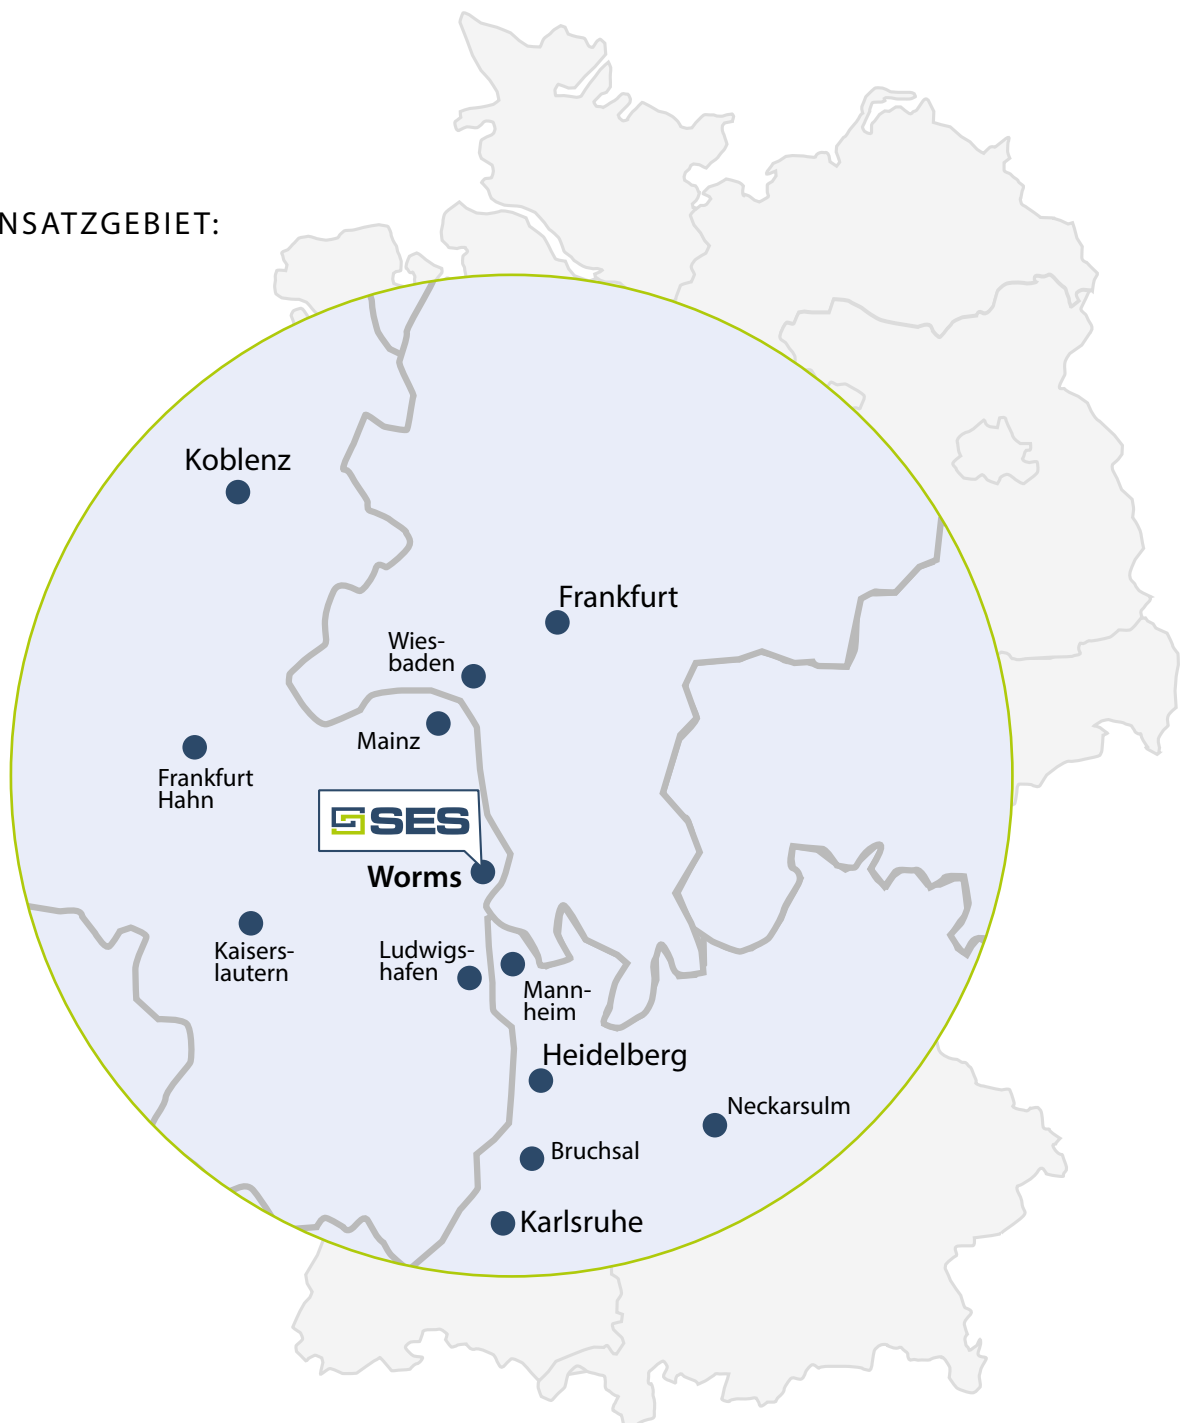 NSATZGEBIET:
Koblenz
Frankfurt
Wies-
baden
Mainz
Frankfurt
Hahn
SES
Worms
Kaisers-
lautern
Ludwigs-
hafen
Mann-
heim
Heidelberg
Neckarsulm
Bruchsal
Karlsruhe